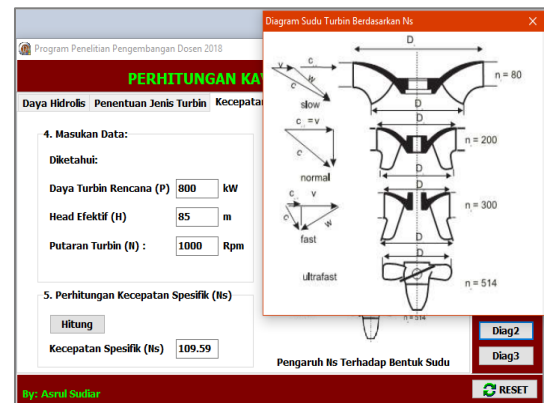 Diagram Sudu Turbin Berdasarkan Ns
Program Penelitian Pengembangan Dosen 2018
PERHITUNGAN KA
Daya Hidrolis Penentuan Jenis Turbin Kecepata
4. Masukan Data:
Diketahui:
Daya Turbin Rencana (P) 800 kW
Head Efektif (H) 85 m
Putaran Turbin (N) : 1000 Rpm
5. Perhitungan Kecepatan Spesifik (Ns)
Hitung
Kecepatan Spesifik (Ns) 109.59
D
v c
c w
slow
D
n = 80
c = v
c
normal
D
D
n = 200
c v
c w
fast
D
D
n = 300
ultrafast
D
n = 514
n = 514
Pengaruh Ns Terhadap Bentuk Sudu
Diag2
Diag3
By: Asrul Sudiar
RESET